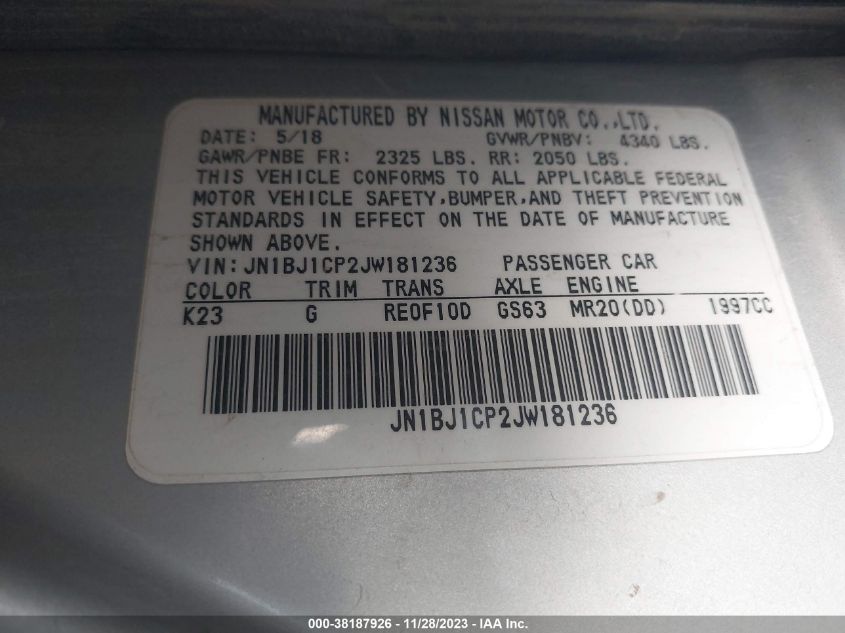 MANUFACTURED BY NISSAN MOTOR CO.,LTD.
DATE: 5/18 GVWR/PNBV: 4340 LBS.
GAWR/PNBE FR: 2325 LBS. RR: 2050 LBS.
THIS VEHICLE CONFORMS TO ALL APPLICABLE FEDERAL
MOTOR VEHICLE SAFETY,BUMPER,AND THEFT PREVENTION
STANDARDS IN EFFECT ON THE DATE OF MANUFACTURE
SHOWN ABOVE.
VIN:JN1BJ1CP2JW181236 PASSENGER CAR
COLOR TRIM TRANS AXLE ENGINE
K23 G RE0F10D GS63 MR20(DD) 1997CC
JN1BJ1CP2JW181236
000-38187926 - 11/28/2023 - IAA Inc.